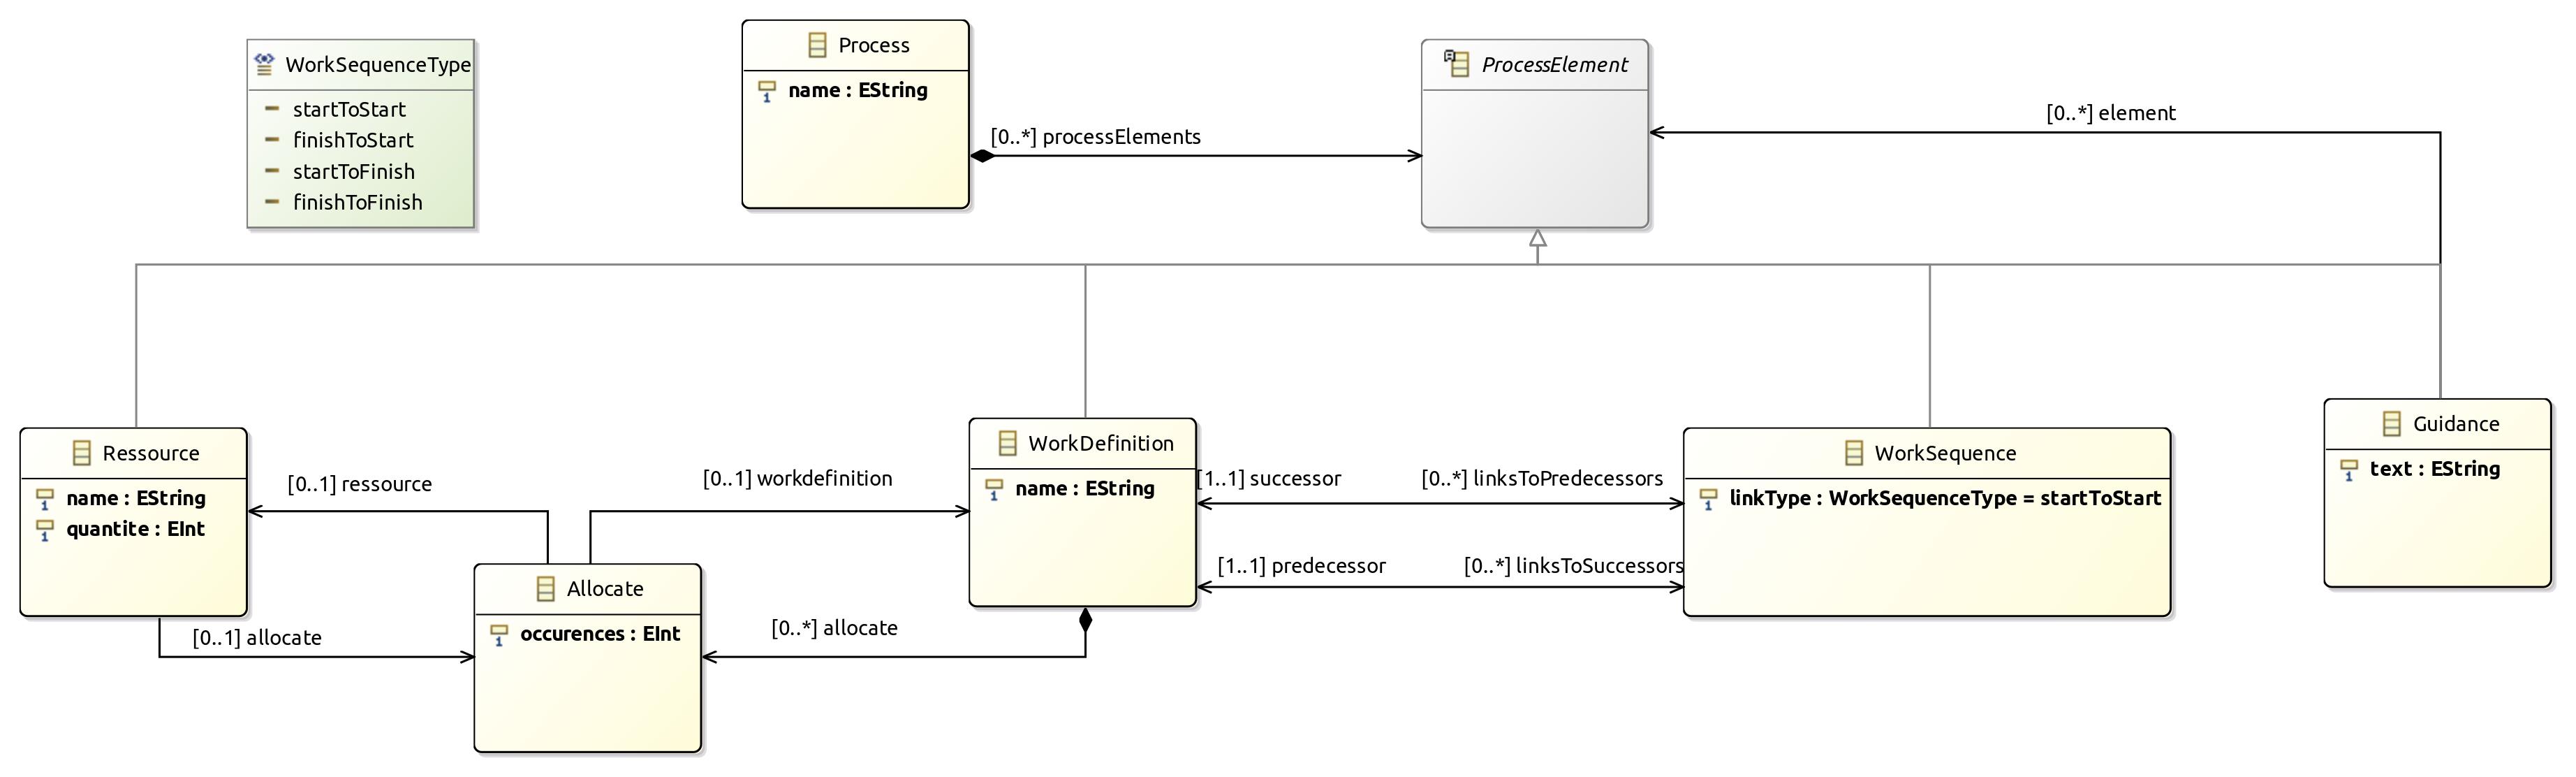 WorkSequenceType
startToStart
finishToStart
startToFinish
finishToFinish
Process
name : EString
[0..*] processElements
ProcessElement
[0..*] element
Ressource
name : EString
quantite : EInt
[0..1] ressource
[0..1] allocate
Allocate
occurences : EInt
[0..1] workdefinition
[0..*] allocate
WorkDefinition
name : EString
[1..1] successor
[0..*] linksToPredecessors
[1..1] predecessor
[0..*] linksToSuccessors
WorkSequence
linkType : WorkSequenceType = startToStart
Guidance
text : EString